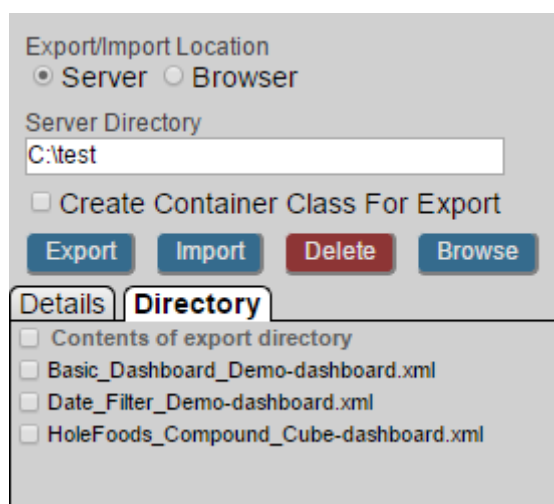 Export/Import Location
Server Browser
Server Directory
C:\test
Create Container Class For Export
Export Import Delete Browse
Details Directory
Contents of export directory
Basic_Dashboard_Demo-dashboard.xml
Date_Filter_Demo-dashboard.xml
HoleFoods_Compound_Cube-dashboard.xml